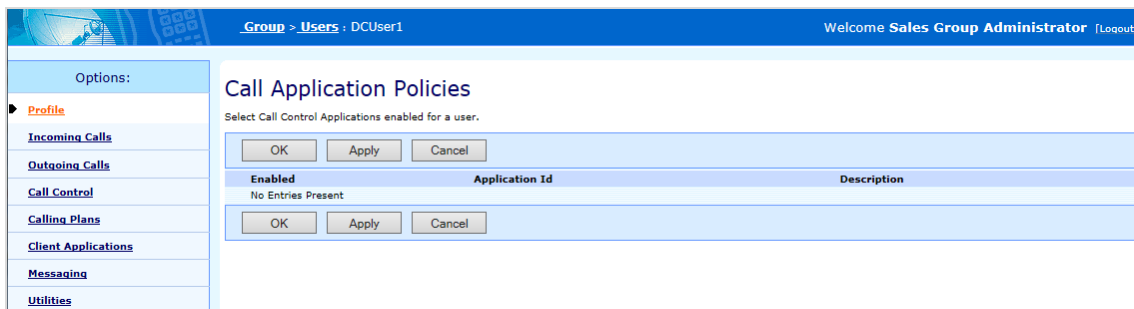 Group > Users : DCUser1
Welcome Sales Group Administrator [Logout
Options:
Profile
Incoming Calls
Outgoing Calls
Call Control
Calling Plans
Client Applications
Messaging
Utilities
Call Application Policies
Select Call Control Applications enabled for a user.
OK Apply Cancel
Enabled Application Id Description
No Entries Present
OK Apply Cancel